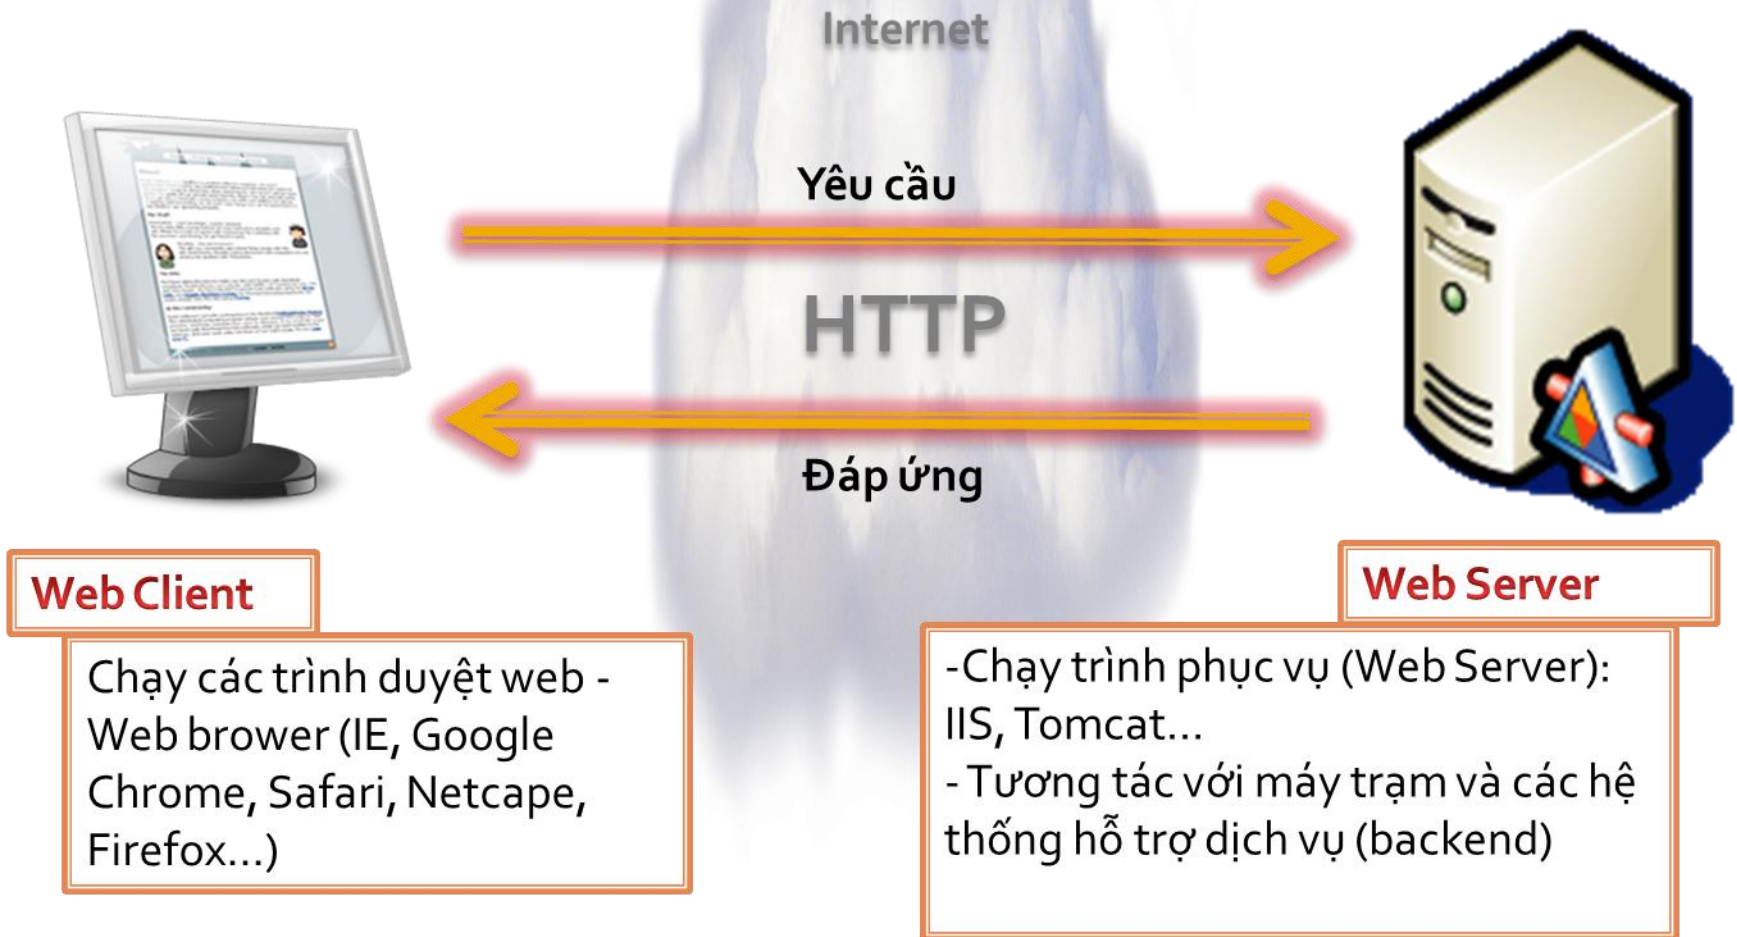 Internet
Yêu cầu
HTTP
Đáp ứng
Web Client
Chạy các trình duyệt web -
Web brower (IE, Google
Chrome, Safari, Netcape,
Firefox...)
Web Server
-Chạy trình phục vụ (Web Server):
IIS, Tomcat...
- Tương tác với máy trạm và các hệ
thống hỗ trợ dịch vụ (backend)